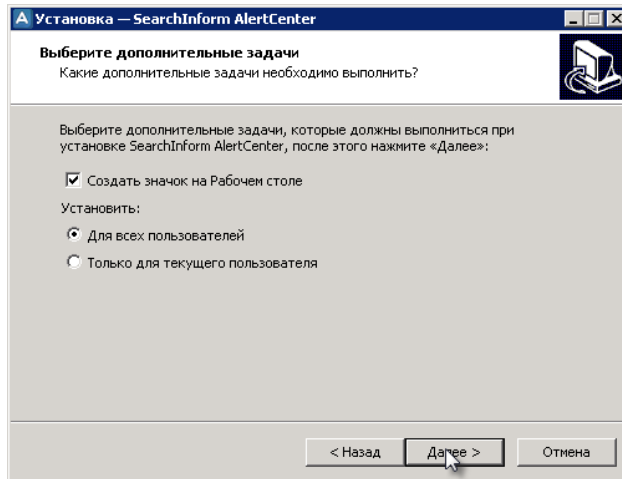 Установка — SearchInform AlertCenter
Выберите дополнительные задачи
Какие дополнительные задачи необходимо выполнить?
Выберите дополнительные задачи, которые должны выполниться при
установке SearchInform AlertCenter, после этого нажмите «Далее»:
Создать значок на Рабочем столе
Установить:
Для всех пользователей
Только для текущего пользователя
< Назад Далее > Отмена